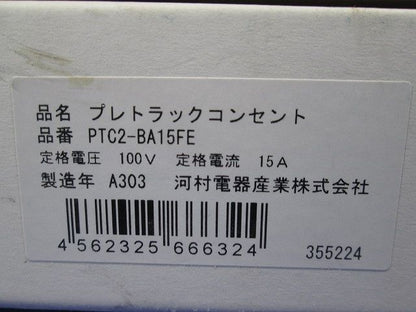 品名 プレトラックコンセント
品番 PTC2-BA15FE
定格電圧 100V 定格電流 15A
製造年 A303 河村電器産業株式会社
4 562325 666324
355224